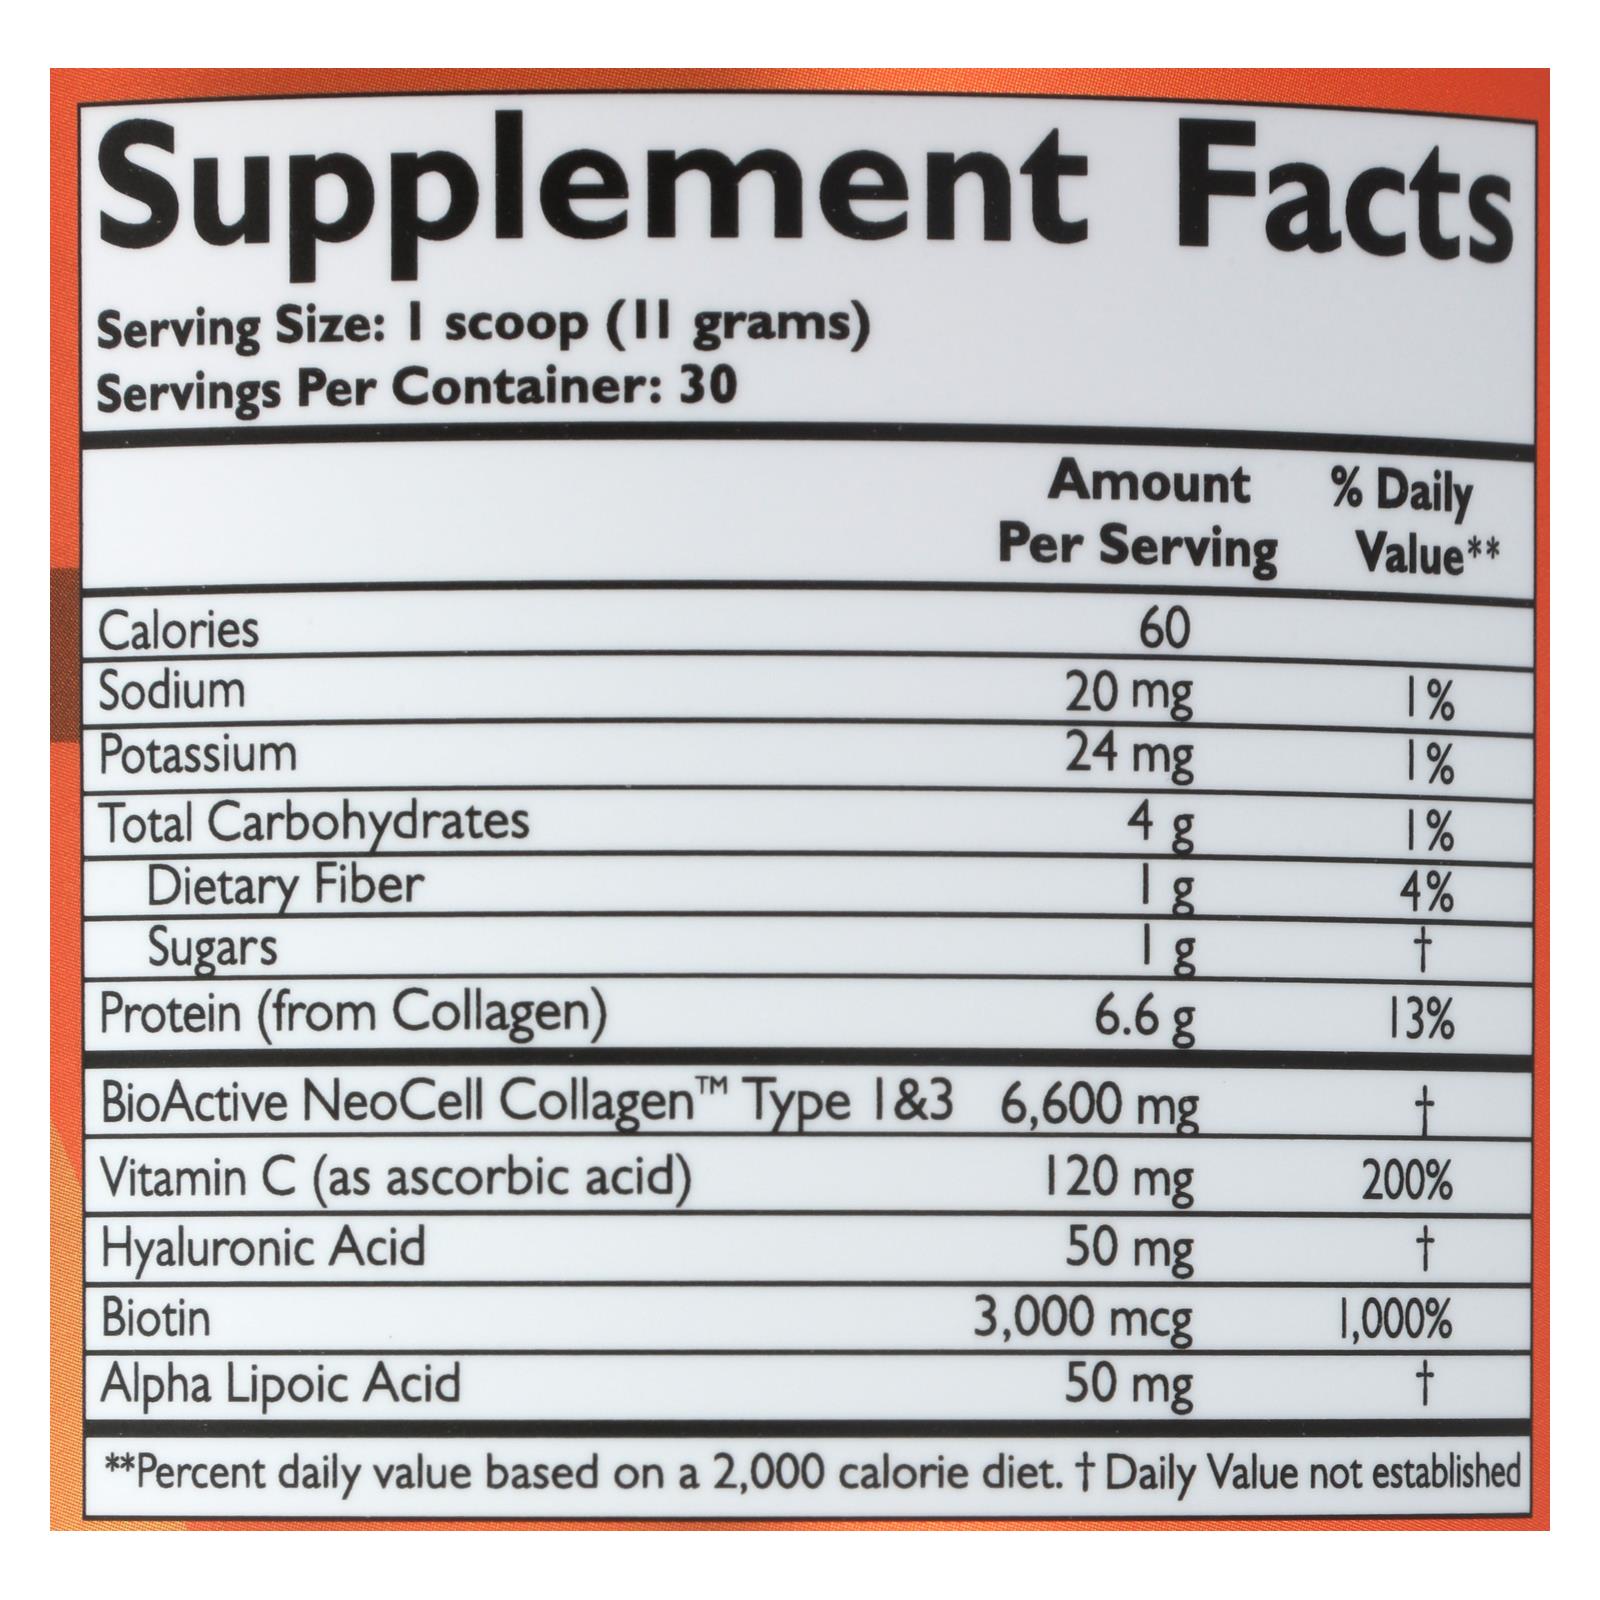 Supplement Facts
Serving Size: 1 scoop (11 grams)
Servings Per Container: 30
Amount Per Serving % Daily Value**
Calories 60
Sodium 20 mg 1%
Potassium 24 mg 1%
Total Carbohydrates 4 g 1%
Dietary Fiber 1 g 4%
Sugars 1 g †
Protein (from Collagen) 6.6 g 13%
BioActive NeoCell Collagen™ Type 1&3 6,600 mg †
Vitamin C (as ascorbic acid) 120 mg 200%
Hyaluronic Acid 50 mg †
Biotin 3,000 mcg 1,000%
Alpha Lipoic Acid 50 mg †
**Percent daily value based on a 2,000 calorie diet. † Daily Value not established